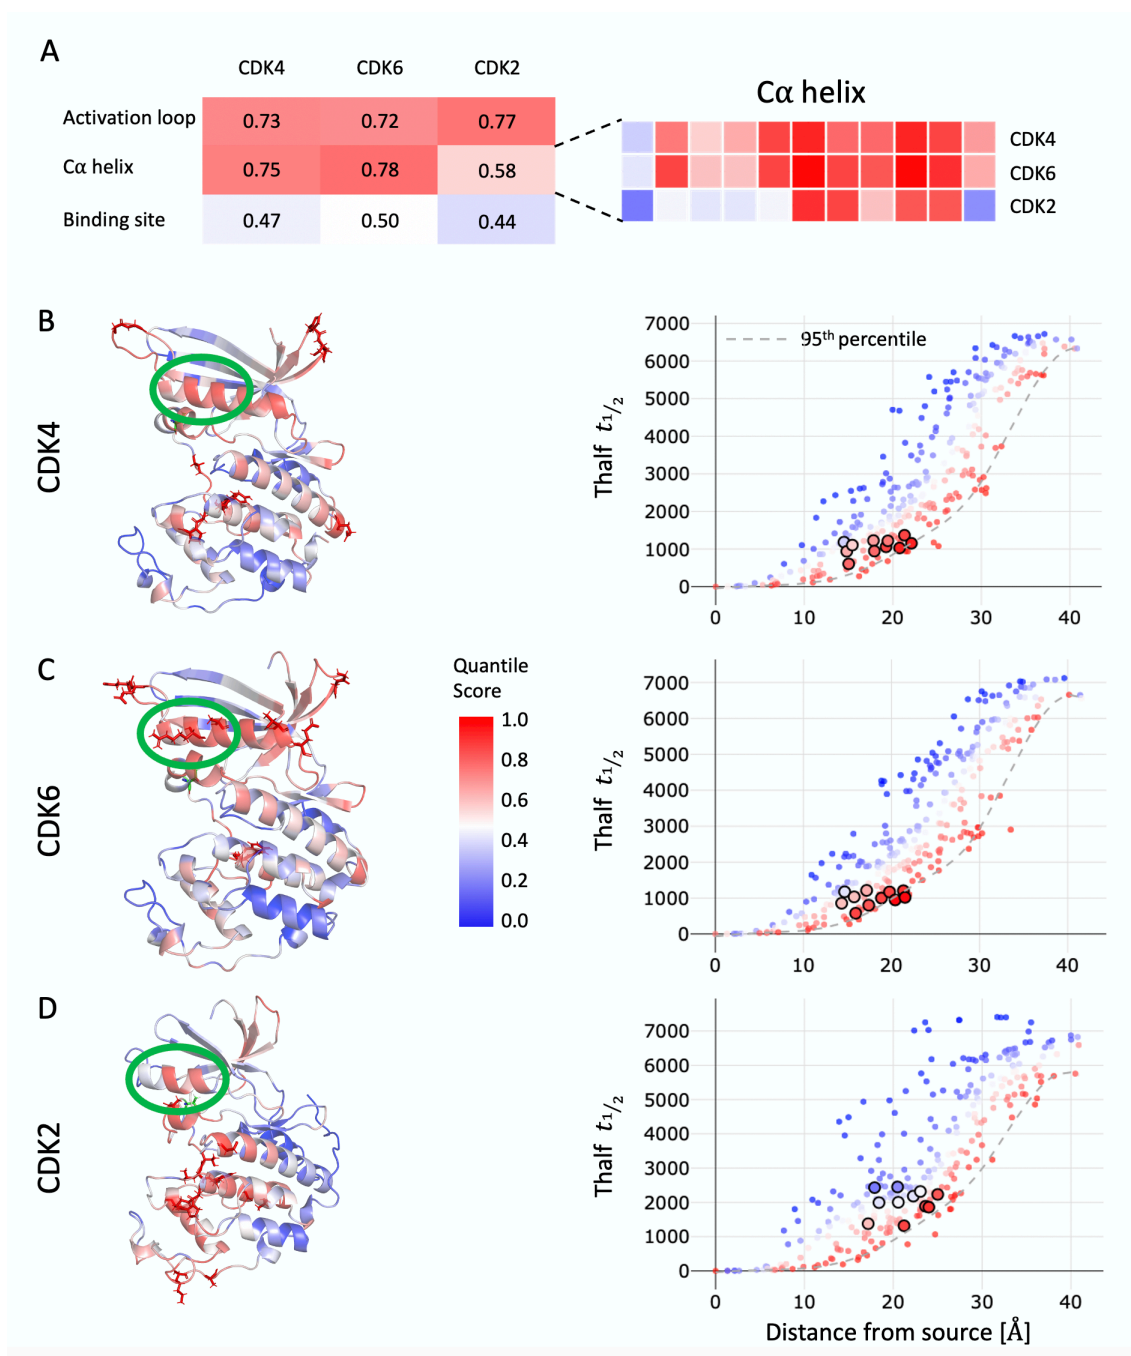 A
CDK4 CDK6 CDK2
Activation loop 0.73 0.72 0.77
Cα helix 0.75 0.78 0.58
Binding site 0.47 0.50 0.44
Cα helix
CDK4
CDK6
CDK2
B
CDK4
7000
6000
5000
4000
3000
2000
1000
0
Thalf t1/2
95th percentile
0 10 20 30 40
C
CDK6
Quantile
Score
1.0
0.8
0.6
0.4
0.2
0.0
7000
6000
5000
4000
3000
2000
1000
0
Thalf t1/2
0 10 20 30 40
D
CDK2
7000
6000
5000
4000
3000
2000
1000
0
Thalf t1/2
0 10 20 30 40
Distance from source [Å]